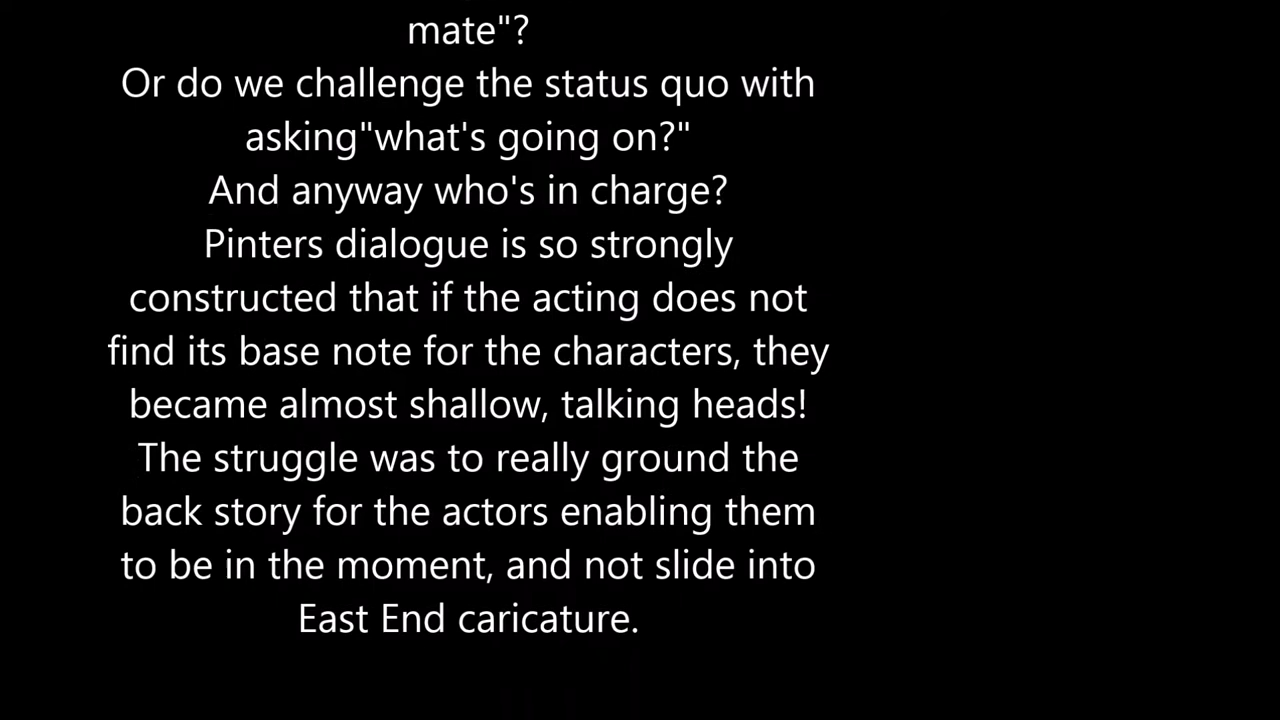 mate"?
Or do we challenge the status quo with
asking"what's going on?"
And anyway who's in charge?
Pinters dialogue is so strongly
constructed that if the acting does not
find its base note for the characters, they
became almost shallow, talking heads!
The struggle was to really ground the
back story for the actors enabling them
to be in the moment, and not slide into
East End caricature.